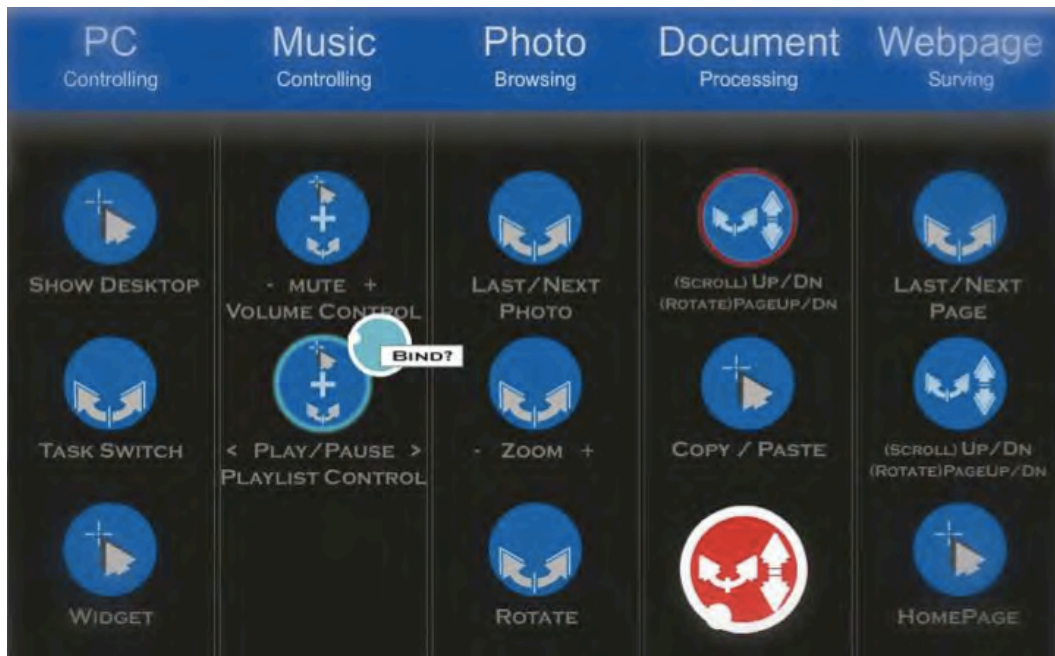 PC
Controlling
Music
Controlling
Photo
Browsing
Document
Processing
Webpage
Surving
SHOW DESKTOP
- MUTE +
VOLUME CONTROL
LAST/NEXT
PHOTO
(SCROLL) UP/DN
(ROTATE)PAGEUP/DN
LAST/NEXT
PAGE
BIND?
TASK SWITCH
< PLAY/PAUSE >
PLAYLIST CONTROL
- ZOOM +
COPY / PASTE
(SCROLL) UP/DN
(ROTATE)PAGEUP/DN
WIDGET
ROTATE
HOMEPAGE